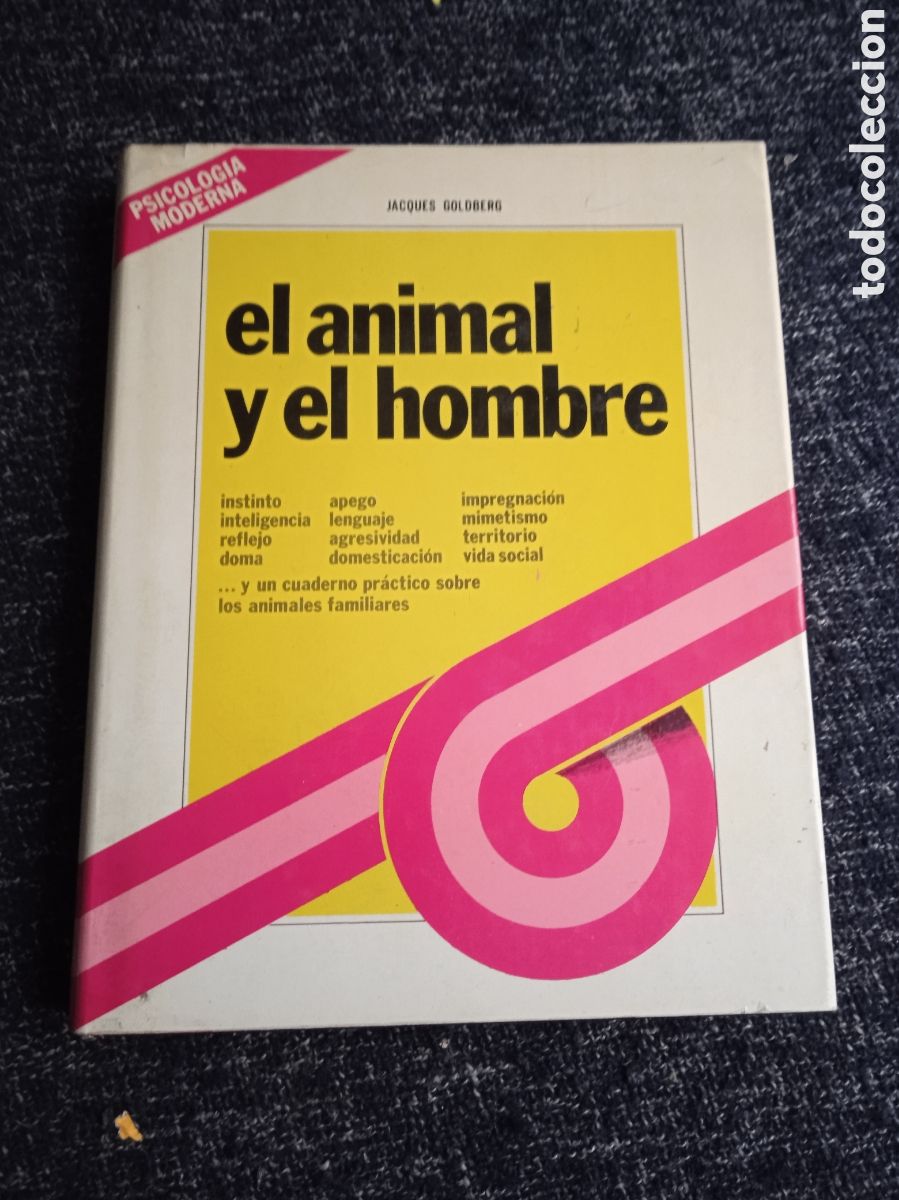 PSICOLOGIA
MODERNA
JACQUES GOLDBERG
el animal
y el hombre
instinto apego impregnación
inteligencia lenguaje mimetismo
reflejo agresividad territorio
doma domesticación vida social
... y un cuaderno práctico sobre
los animales familiares
todocoleccion